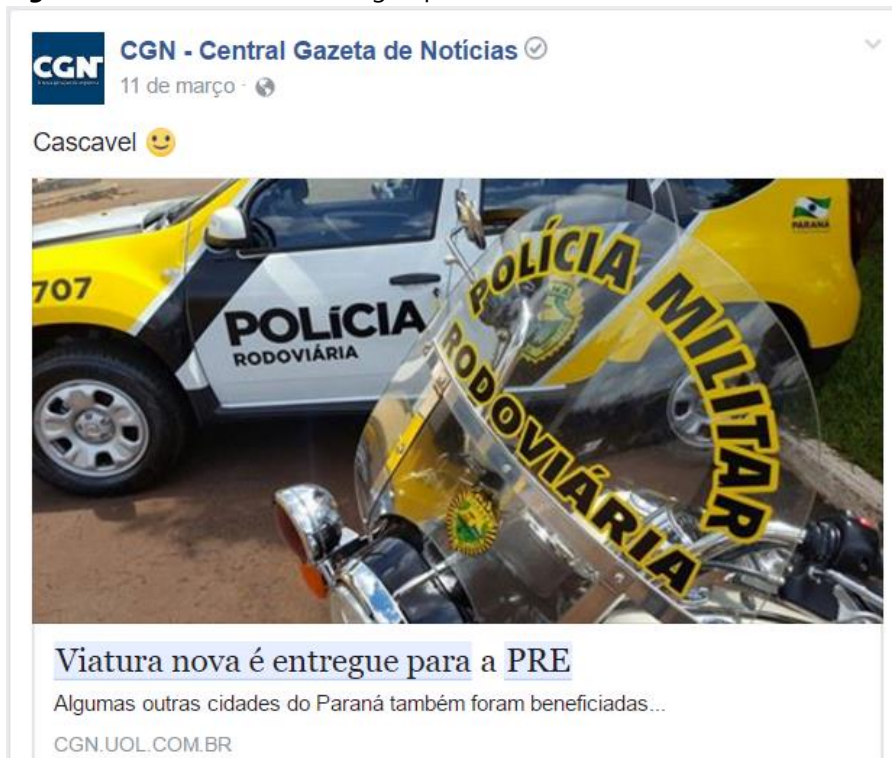 CGN - Central Gazeta de Notícias
CGN
11 de março ·
Cascavel 🙂
PARANÁ
707
POLÍCIA
RODOVIÁRIA
POLÍCIA MILITAR
RODOVIÁRIA
Viatura nova é entregue para a PRE
Algumas outras cidades do Paraná também foram beneficiadas...
CGN.UOL.COM.BR